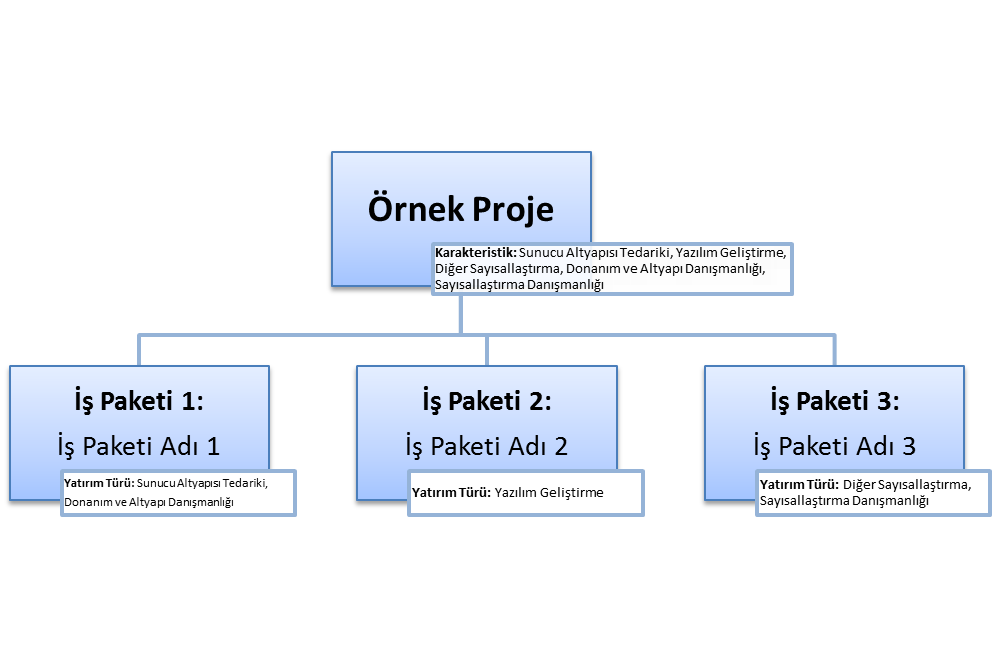 Örnek Proje
Karakteristik: Sunucu Altyapısı Tedariki, Yazılım Geliştirme,
Diğer Sayısallaştırma, Donanım ve Altyapı Danışmanlığı,
Sayısallaştırma Danışmanlığı
İş Paketi 1:
İş Paketi Adı 1
Yatırım Türü: Sunucu Altyapısı Tedariki,
Donanım ve Altyapı Danışmanlığı
İş Paketi 2:
İş Paketi Adı 2
Yatırım Türü: Yazılım Geliştirme
İş Paketi 3:
İş Paketi Adı 3
Yatırım Türü: Diğer Sayısallaştırma,
Sayısallaştırma Danışmanlığı